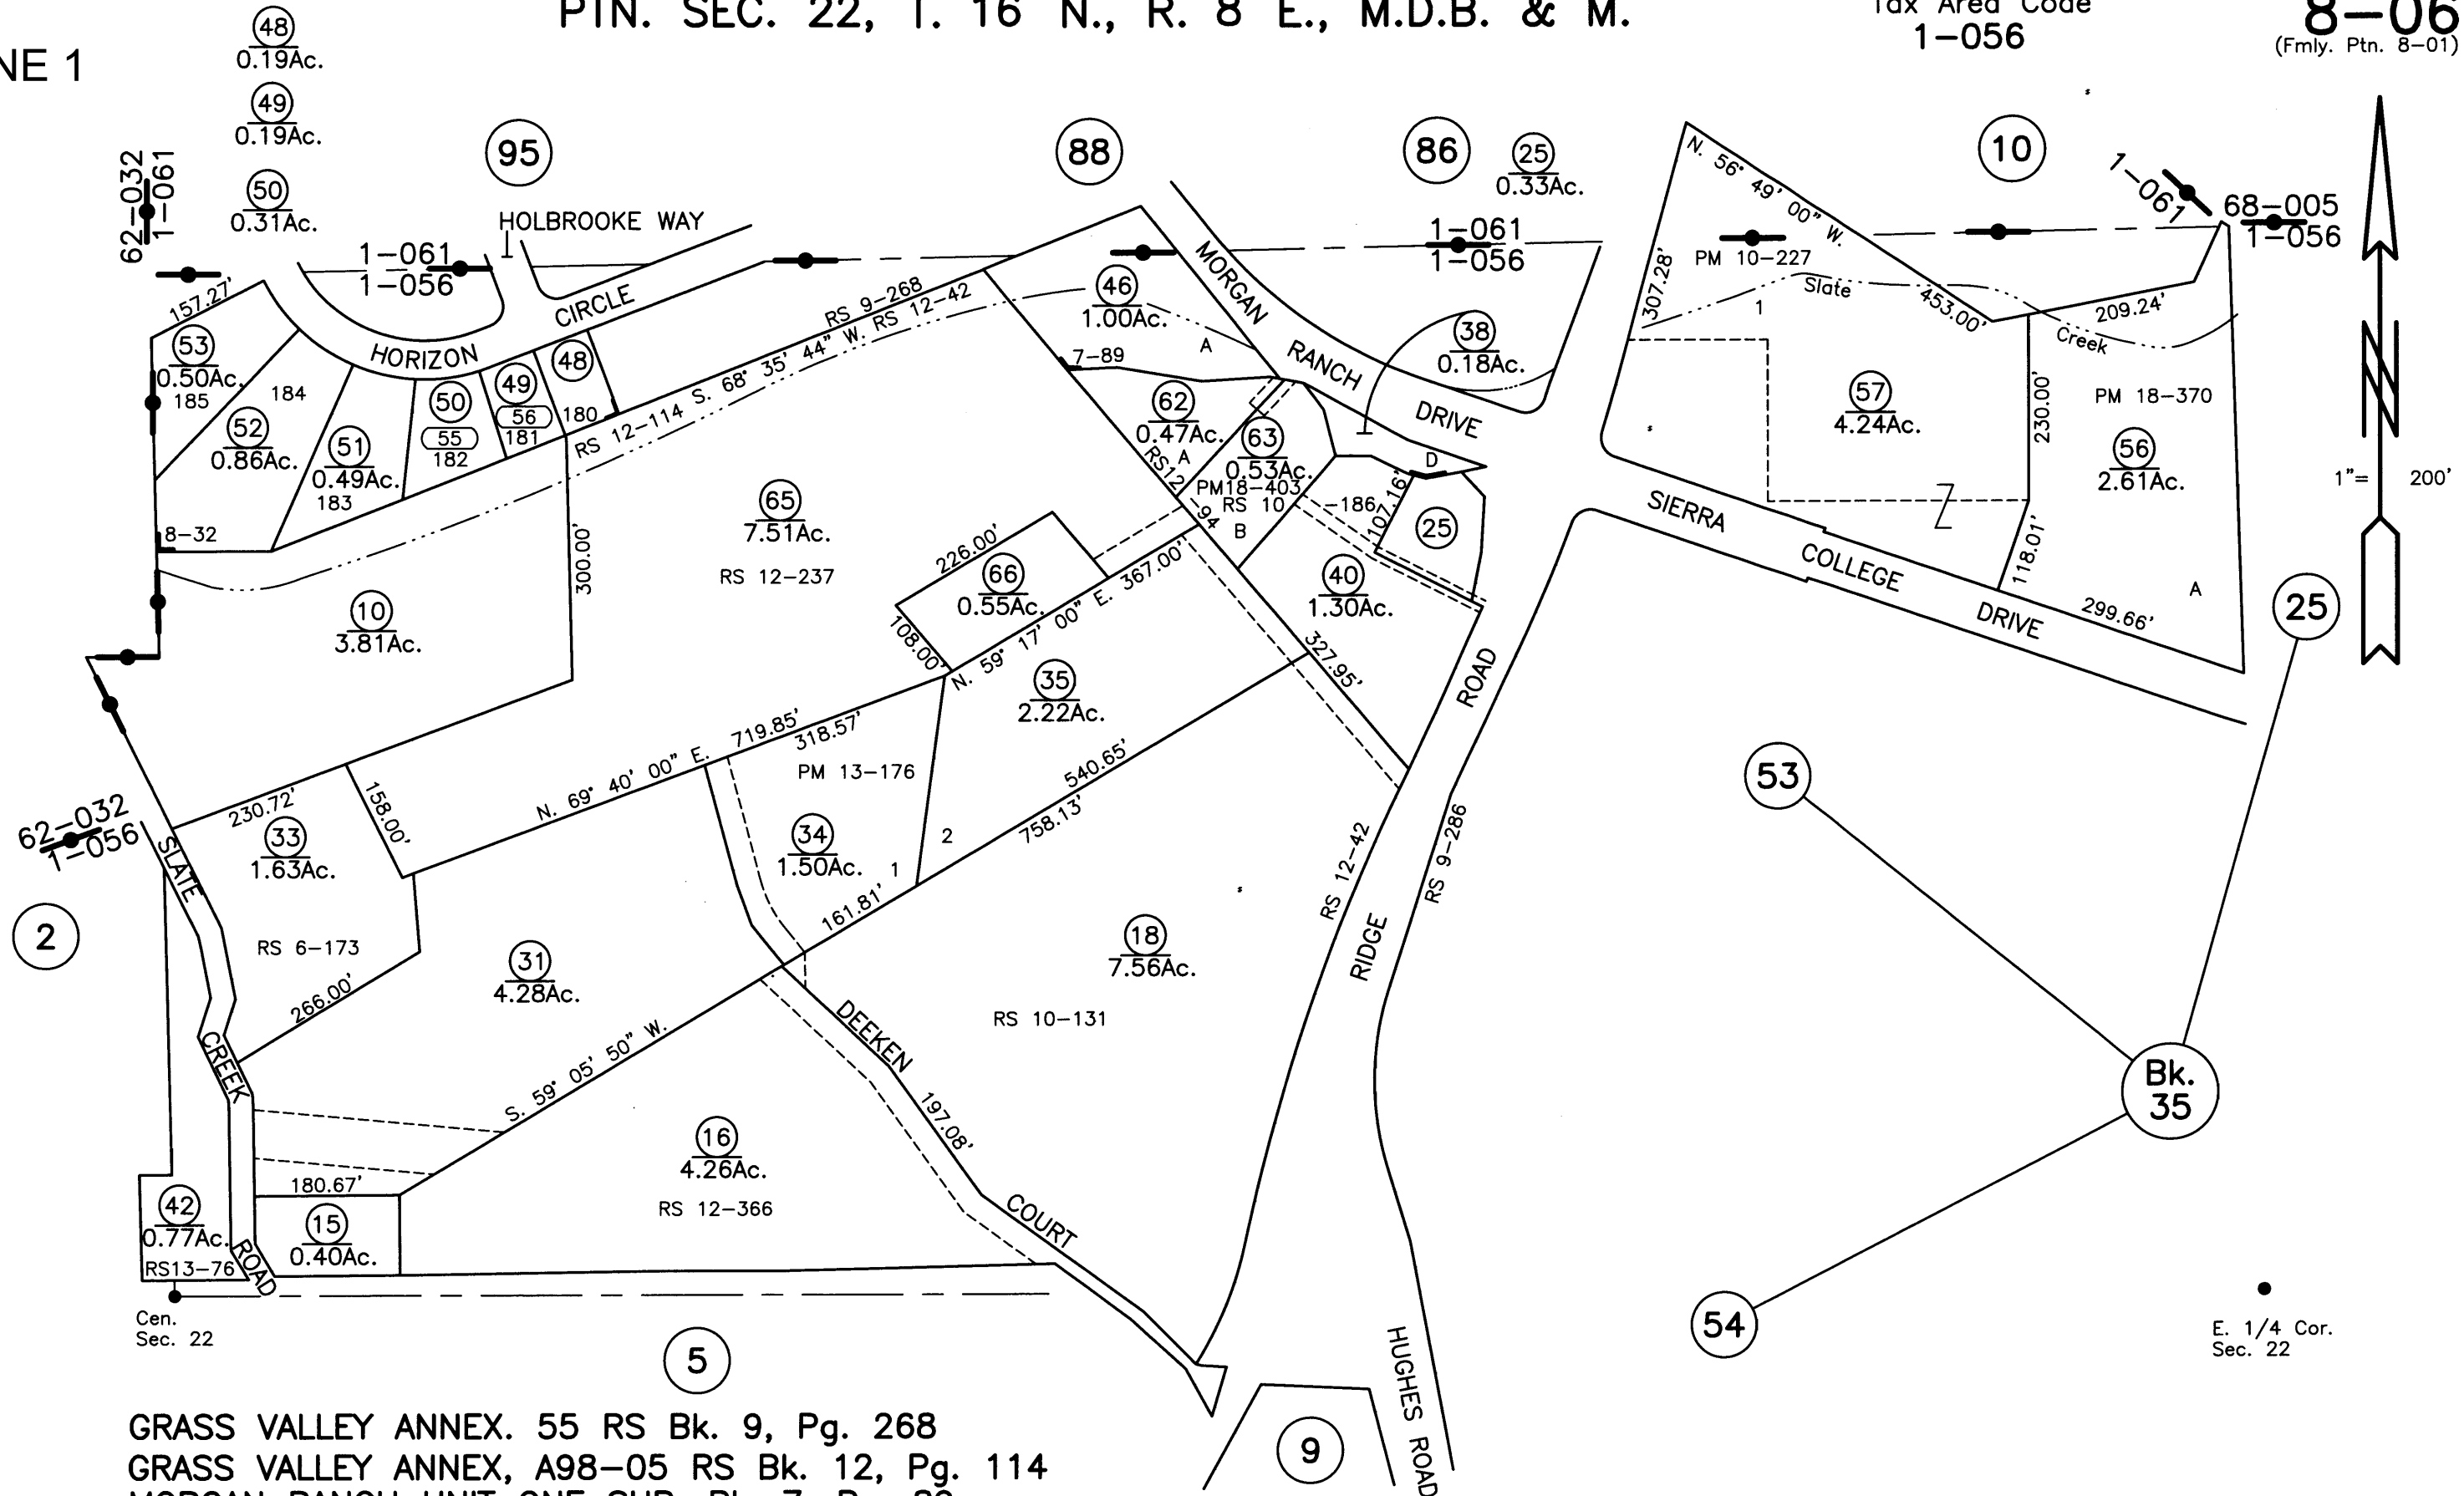 PTN. SEC. 22, T. 16 N., R. 8 E., M.D.B. & M.
Tax Area Code
1-056
8-06
(Fmly. Ptn. 8-01)
NE 1
48
0.19Ac.
49
0.19Ac.
50
0.31Ac.
62-032
1-061
95
HOLBROOKE WAY
1-061
1-056
88
86
25
0.33Ac.
1-061
1-056
10
1-061
68-005
1-056
N. 56° 49' 00" W.
453.00'
307.28'
PM 10-227
Slate
Creek
1
209.24'
157.27'
53
0.50Ac.
185
184
52
0.86Ac.
51
0.49Ac.
183
50
55
182
49
56
181
48
180
HORIZON
CIRCLE
RS 9-268
RS 12-42
RS 12-114 S. 68° 35' 44" W.
8-32
46
1.00Ac.
A
7-89
MORGAN
RANCH
DRIVE
38
0.18Ac.
62
0.47Ac.
A
63
0.53Ac.
PM18-403
RS 10
-186
B
RS12
-94
D
107.16'
25
40
1.30Ac.
57
4.24Ac.
230.00'
PM 18-370
56
2.61Ac.
118.01'
A
299.66'
1"= 200'
SIERRA
COLLEGE
DRIVE
65
7.51Ac.
RS 12-237
300.00'
10
3.81Ac.
226.00'
66
0.55Ac.
108.00'
N. 59° 17' 00" E. 367.00'
35
2.22Ac.
327.95'
540.65'
758.13'
719.85'
318.57'
N. 69° 40' 00" E.
PM 13-176
34
1.50Ac.
1
2
161.81'
230.72'
158.00'
33
1.63Ac.
RS 6-173
266.00'
62-032
1-056
2
SLATE
CREEK
ROAD
31
4.28Ac.
S. 59° 05' 50" W.
DEEKEN
197.08'
COURT
18
7.56Ac.
RS 10-131
RS 12-42
RS 9-286
ROAD
RIDGE
HUGHES ROAD
16
4.26Ac.
RS 12-366
180.67'
15
0.40Ac.
42
0.77Ac.
RS13-76
Cen.
Sec. 22
5
9
25
53
54
Bk.
35
E. 1/4 Cor.
Sec. 22
GRASS VALLEY ANNEX. 55 RS Bk. 9, Pg. 268
GRASS VALLEY ANNEX, A98-05 RS Bk. 12, Pg. 114
MORGAN RANCH UNIT ONE SUB. Bk. 7, Pg. 89